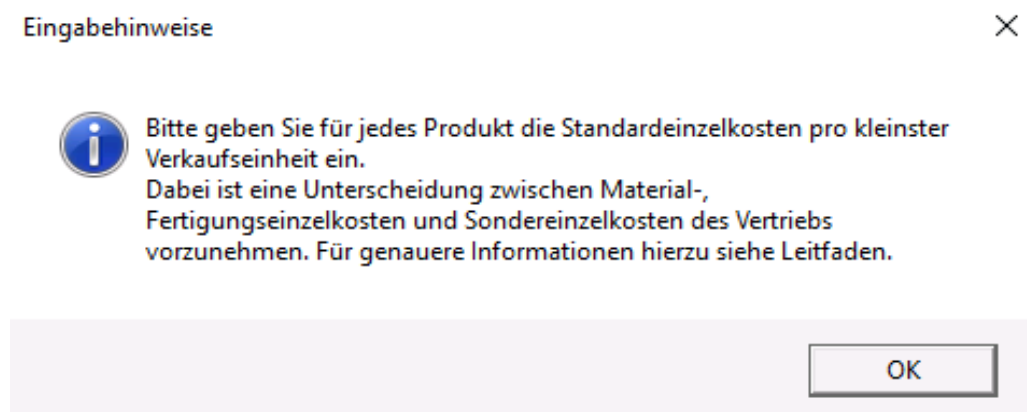 Eingabehinweise
Bitte geben Sie für jedes Produkt die Standardeinzelkosten pro kleinster
Verkaufseinheit ein.
Dabei ist eine Unterscheidung zwischen Material-,
Fertigungseinzelkosten und Sondereinzelkosten des Vertriebs
vorzunehmen. Für genauere Informationen hierzu siehe Leitfaden.
OK